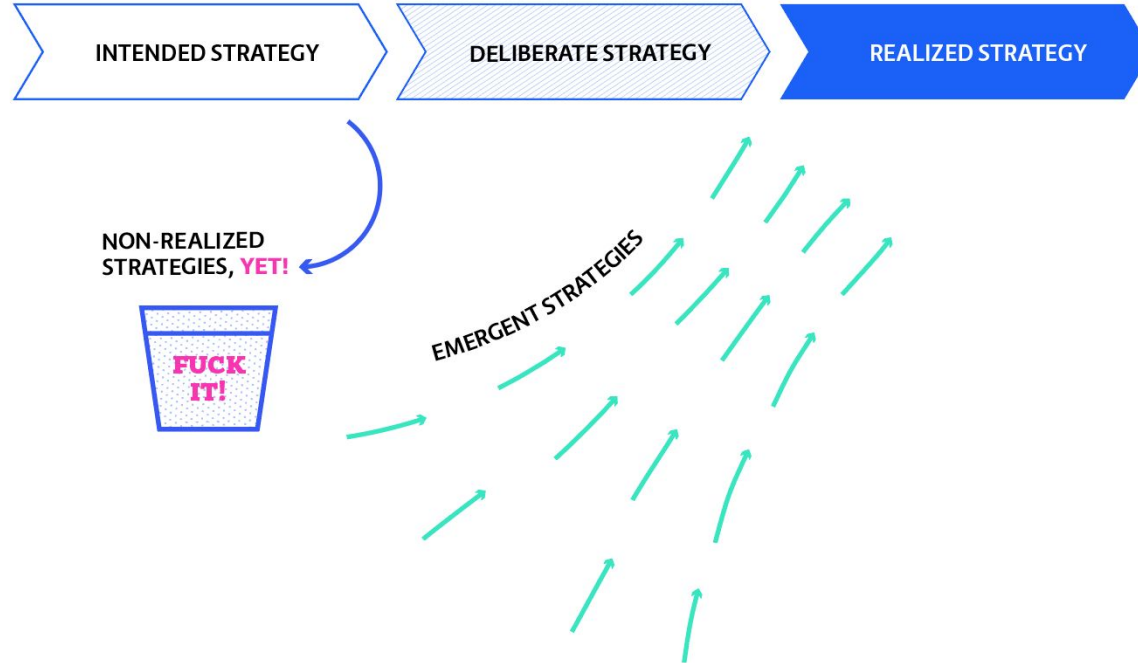 INTENDED STRATEGY
DELIBERATE STRATEGY
REALIZED STRATEGY
NON-REALIZED
STRATEGIES, YET!
EMERGENT STRATEGIES
FUCK
IT!